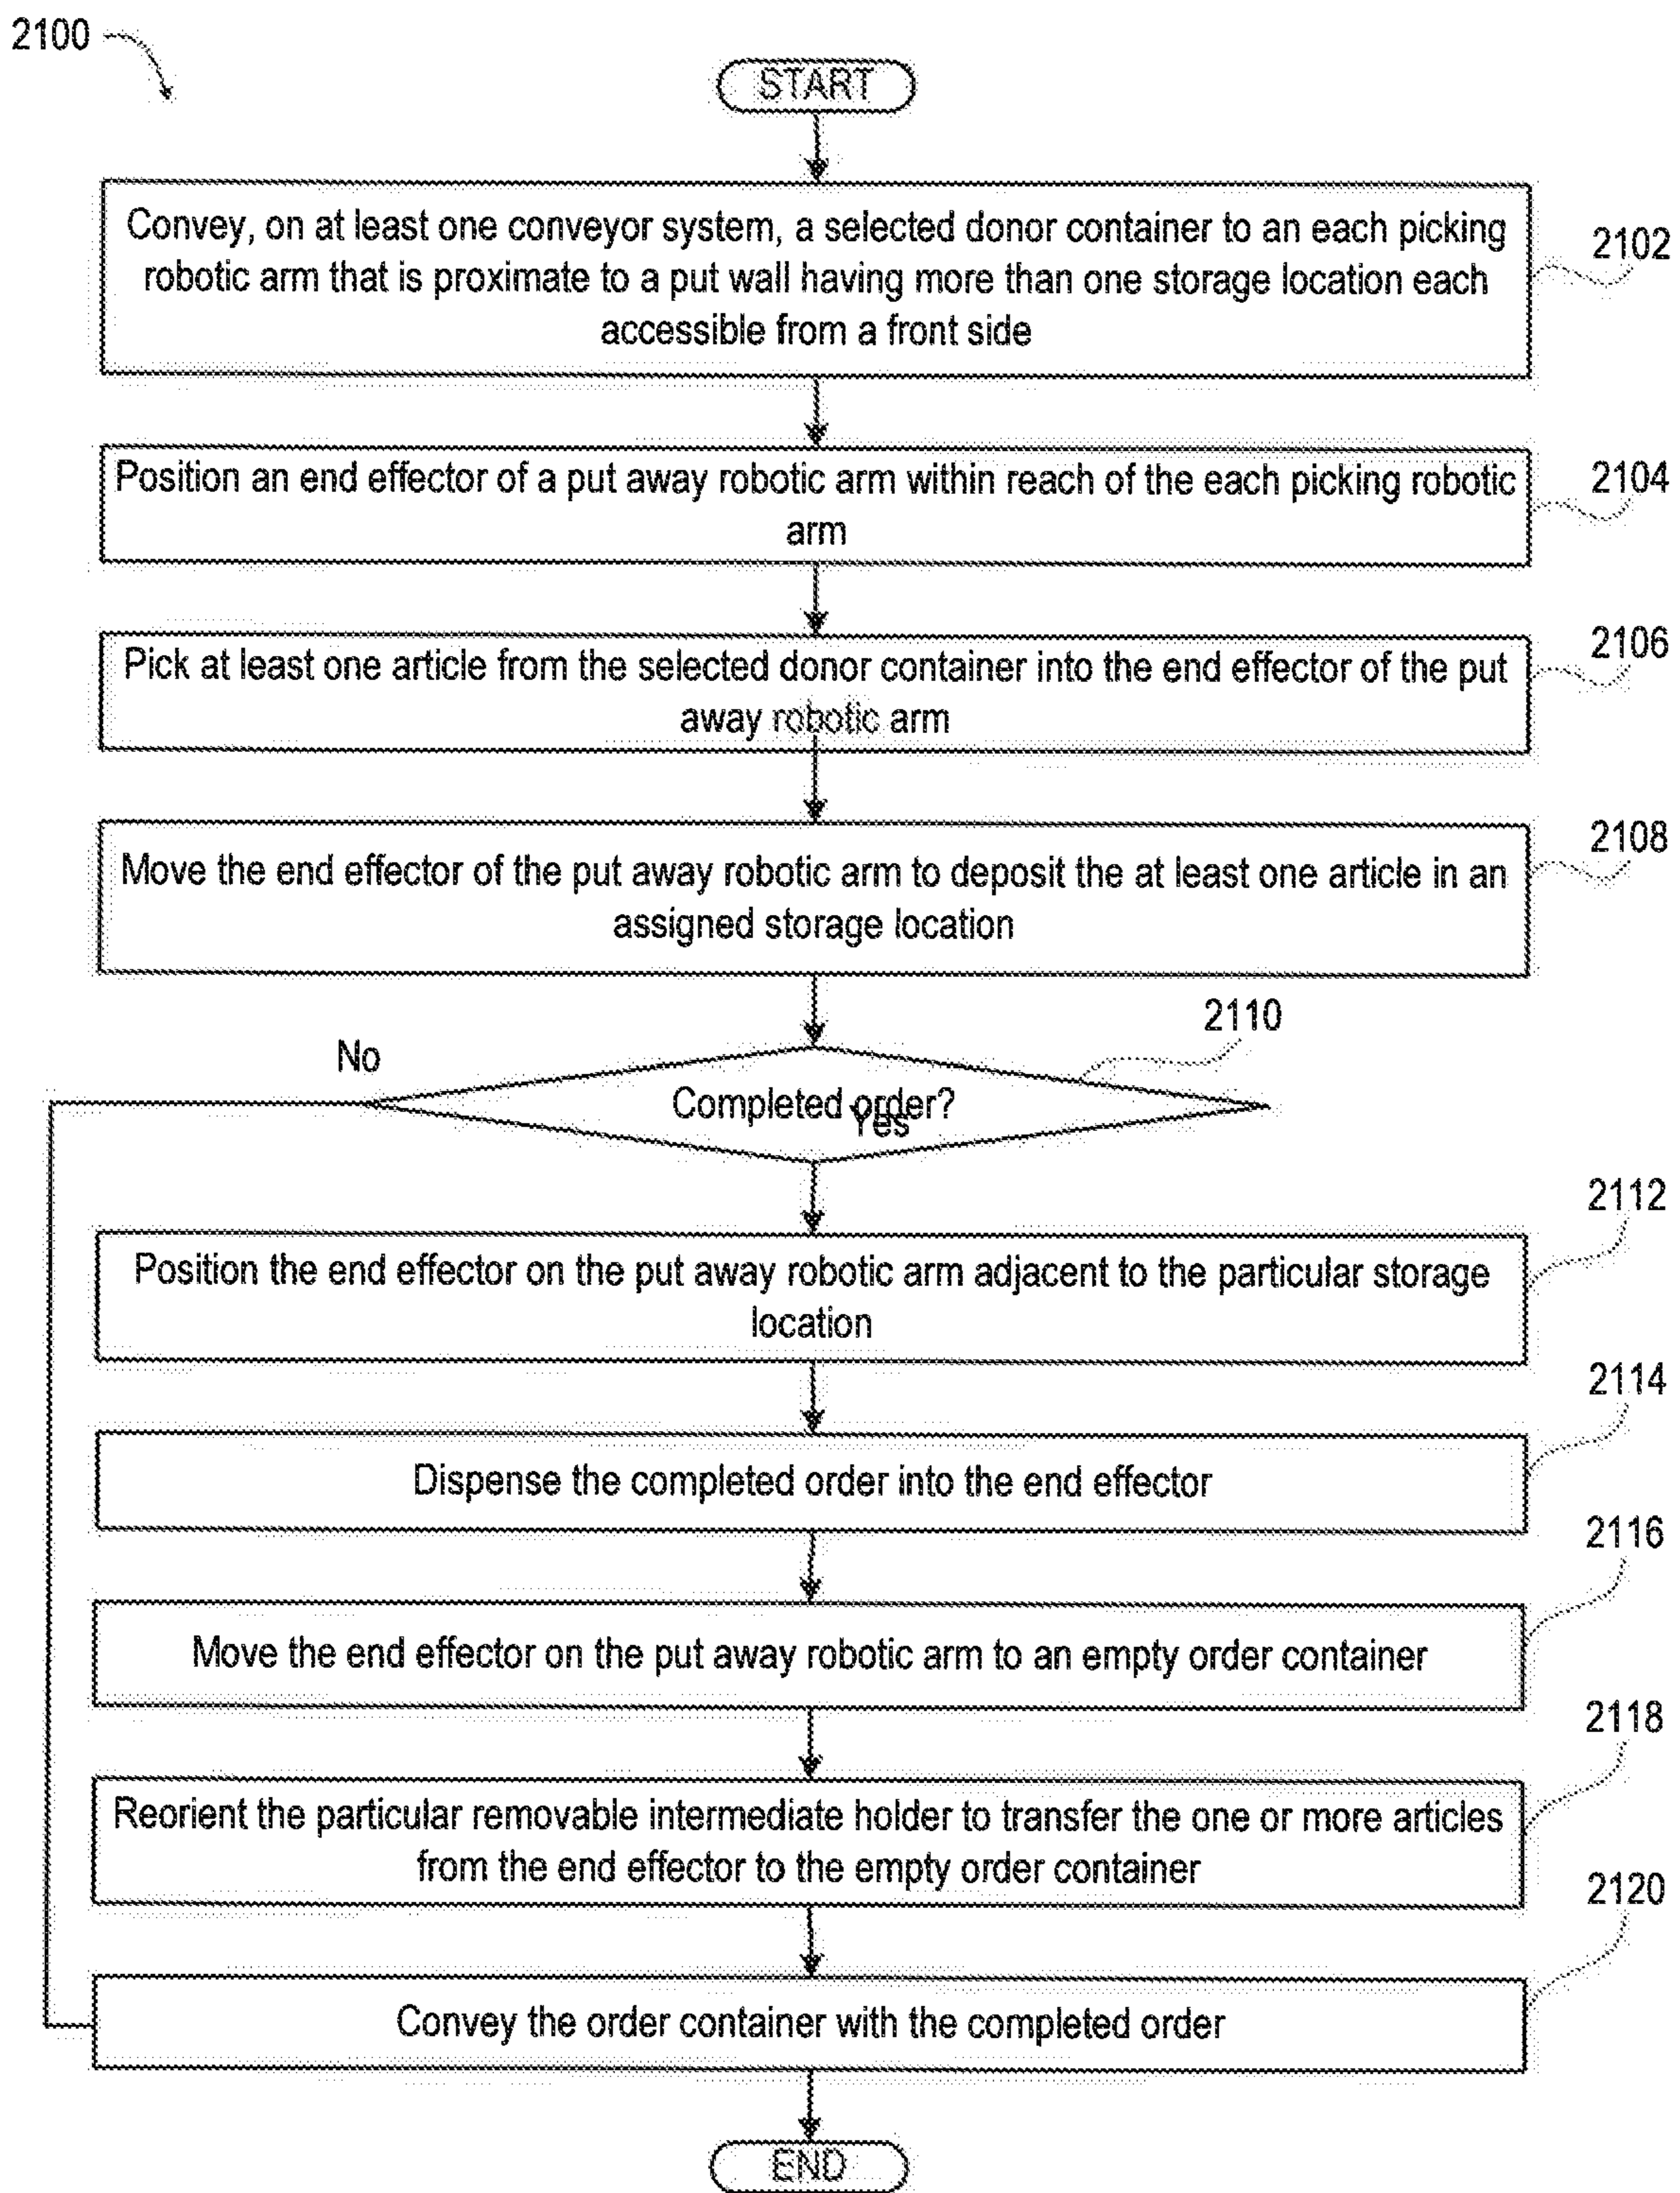 2100
START
Convey, on at least one conveyor system, a selected donor container to an each picking
robotic arm that is proximate to a put wall having more than one storage location each
accessible from a front side
2102
Position an end effector of a put away robotic arm within reach of the each picking robotic
arm
2104
Pick at least one article from the selected donor container into the end effector of the put
away robotic arm
2106
Move the end effector of the put away robotic arm to deposit the at least one article in an
assigned storage location
2108
2110
No
Completed order?
Yes
2112
Position the end effector on the put away robotic arm adjacent to the particular storage
location
2114
Dispense the completed order into the end effector
2116
Move the end effector on the put away robotic arm to an empty order container
2118
Reorient the particular removable intermediate holder to transfer the one or more articles
from the end effector to the empty order container
2120
Convey the order container with the completed order
END